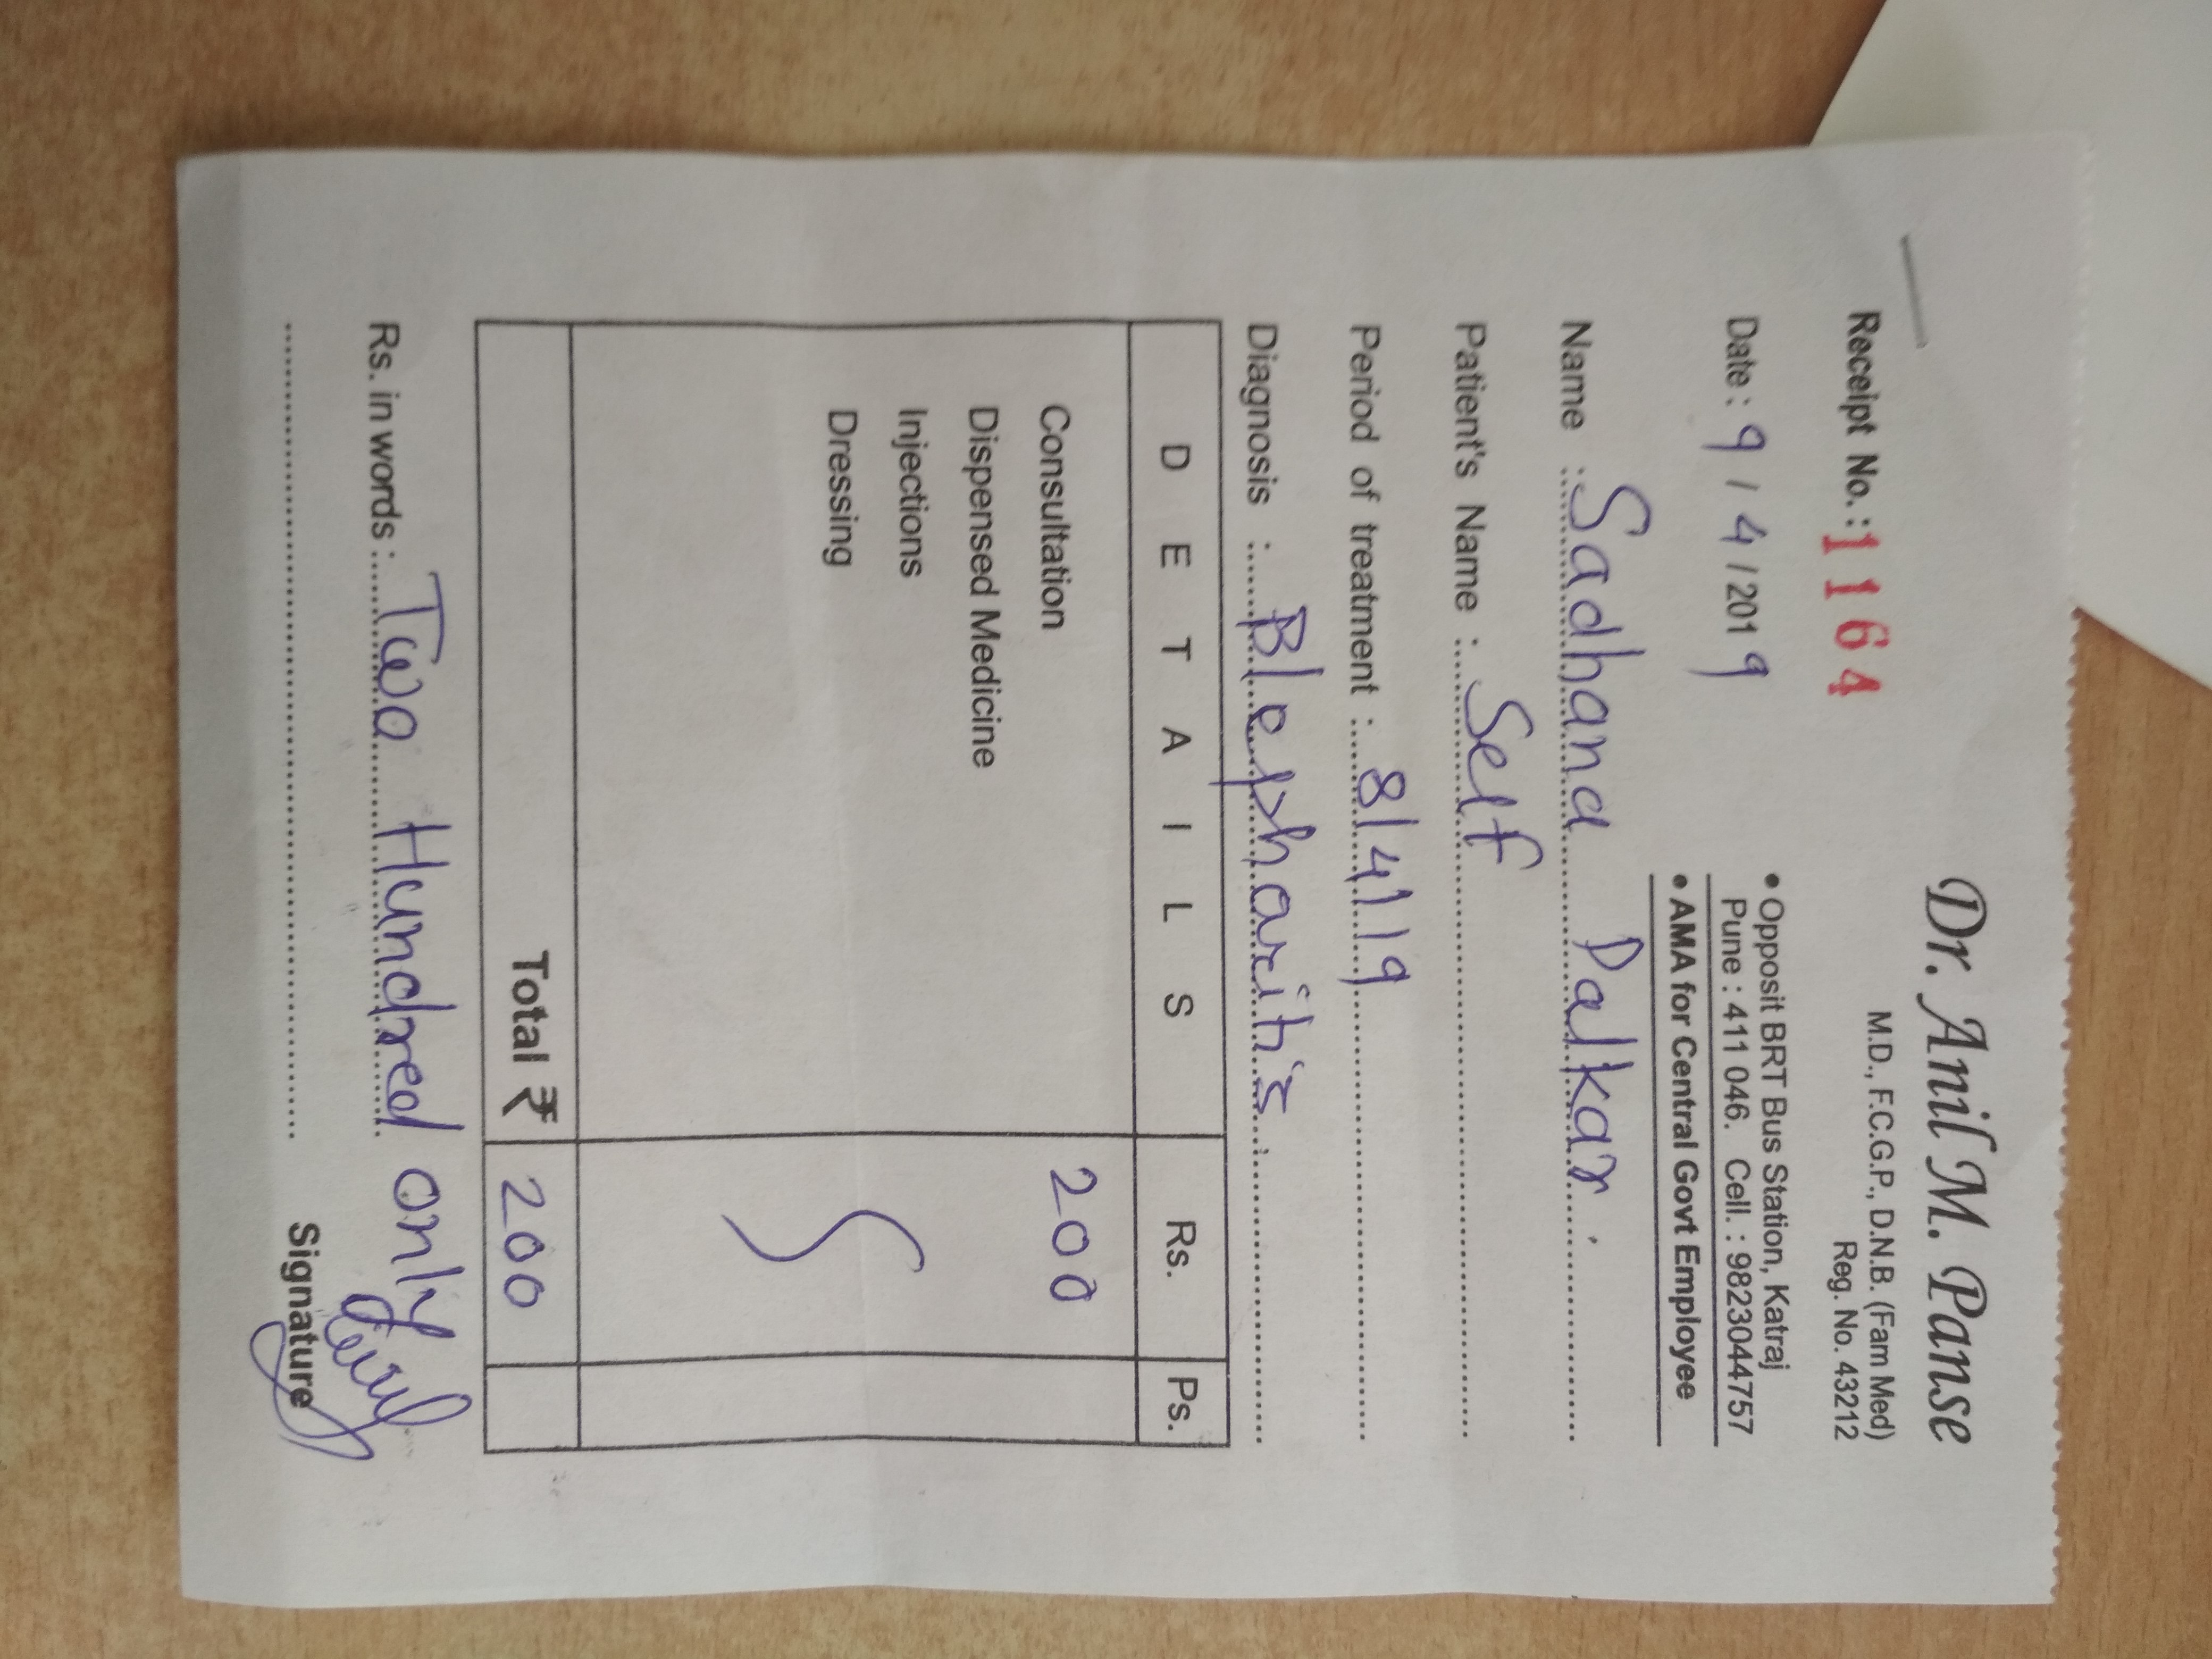 Dr. Anil M. Panse
M.D., F.C.G.P., D.N.B. (Fam Med)
Reg. No. 43212
Receipt No. : 1164
• Opposit BRT Bus Station, Katraj
Pune : 411 046. Cell. : 9823044757
Date : 9 / 4 / 2019
• AMA for Central Govt Employee
Name : Sadhana Palkar
Patient's Name : Self
Period of treatment : 8/4/19
Diagnosis : Blepharitis
DETAILS Rs. Ps.
Consultation 200
Dispensed Medicine
Injections
Dressing
Total ₹ 200
Rs. in words : Two Hundred only
Signature